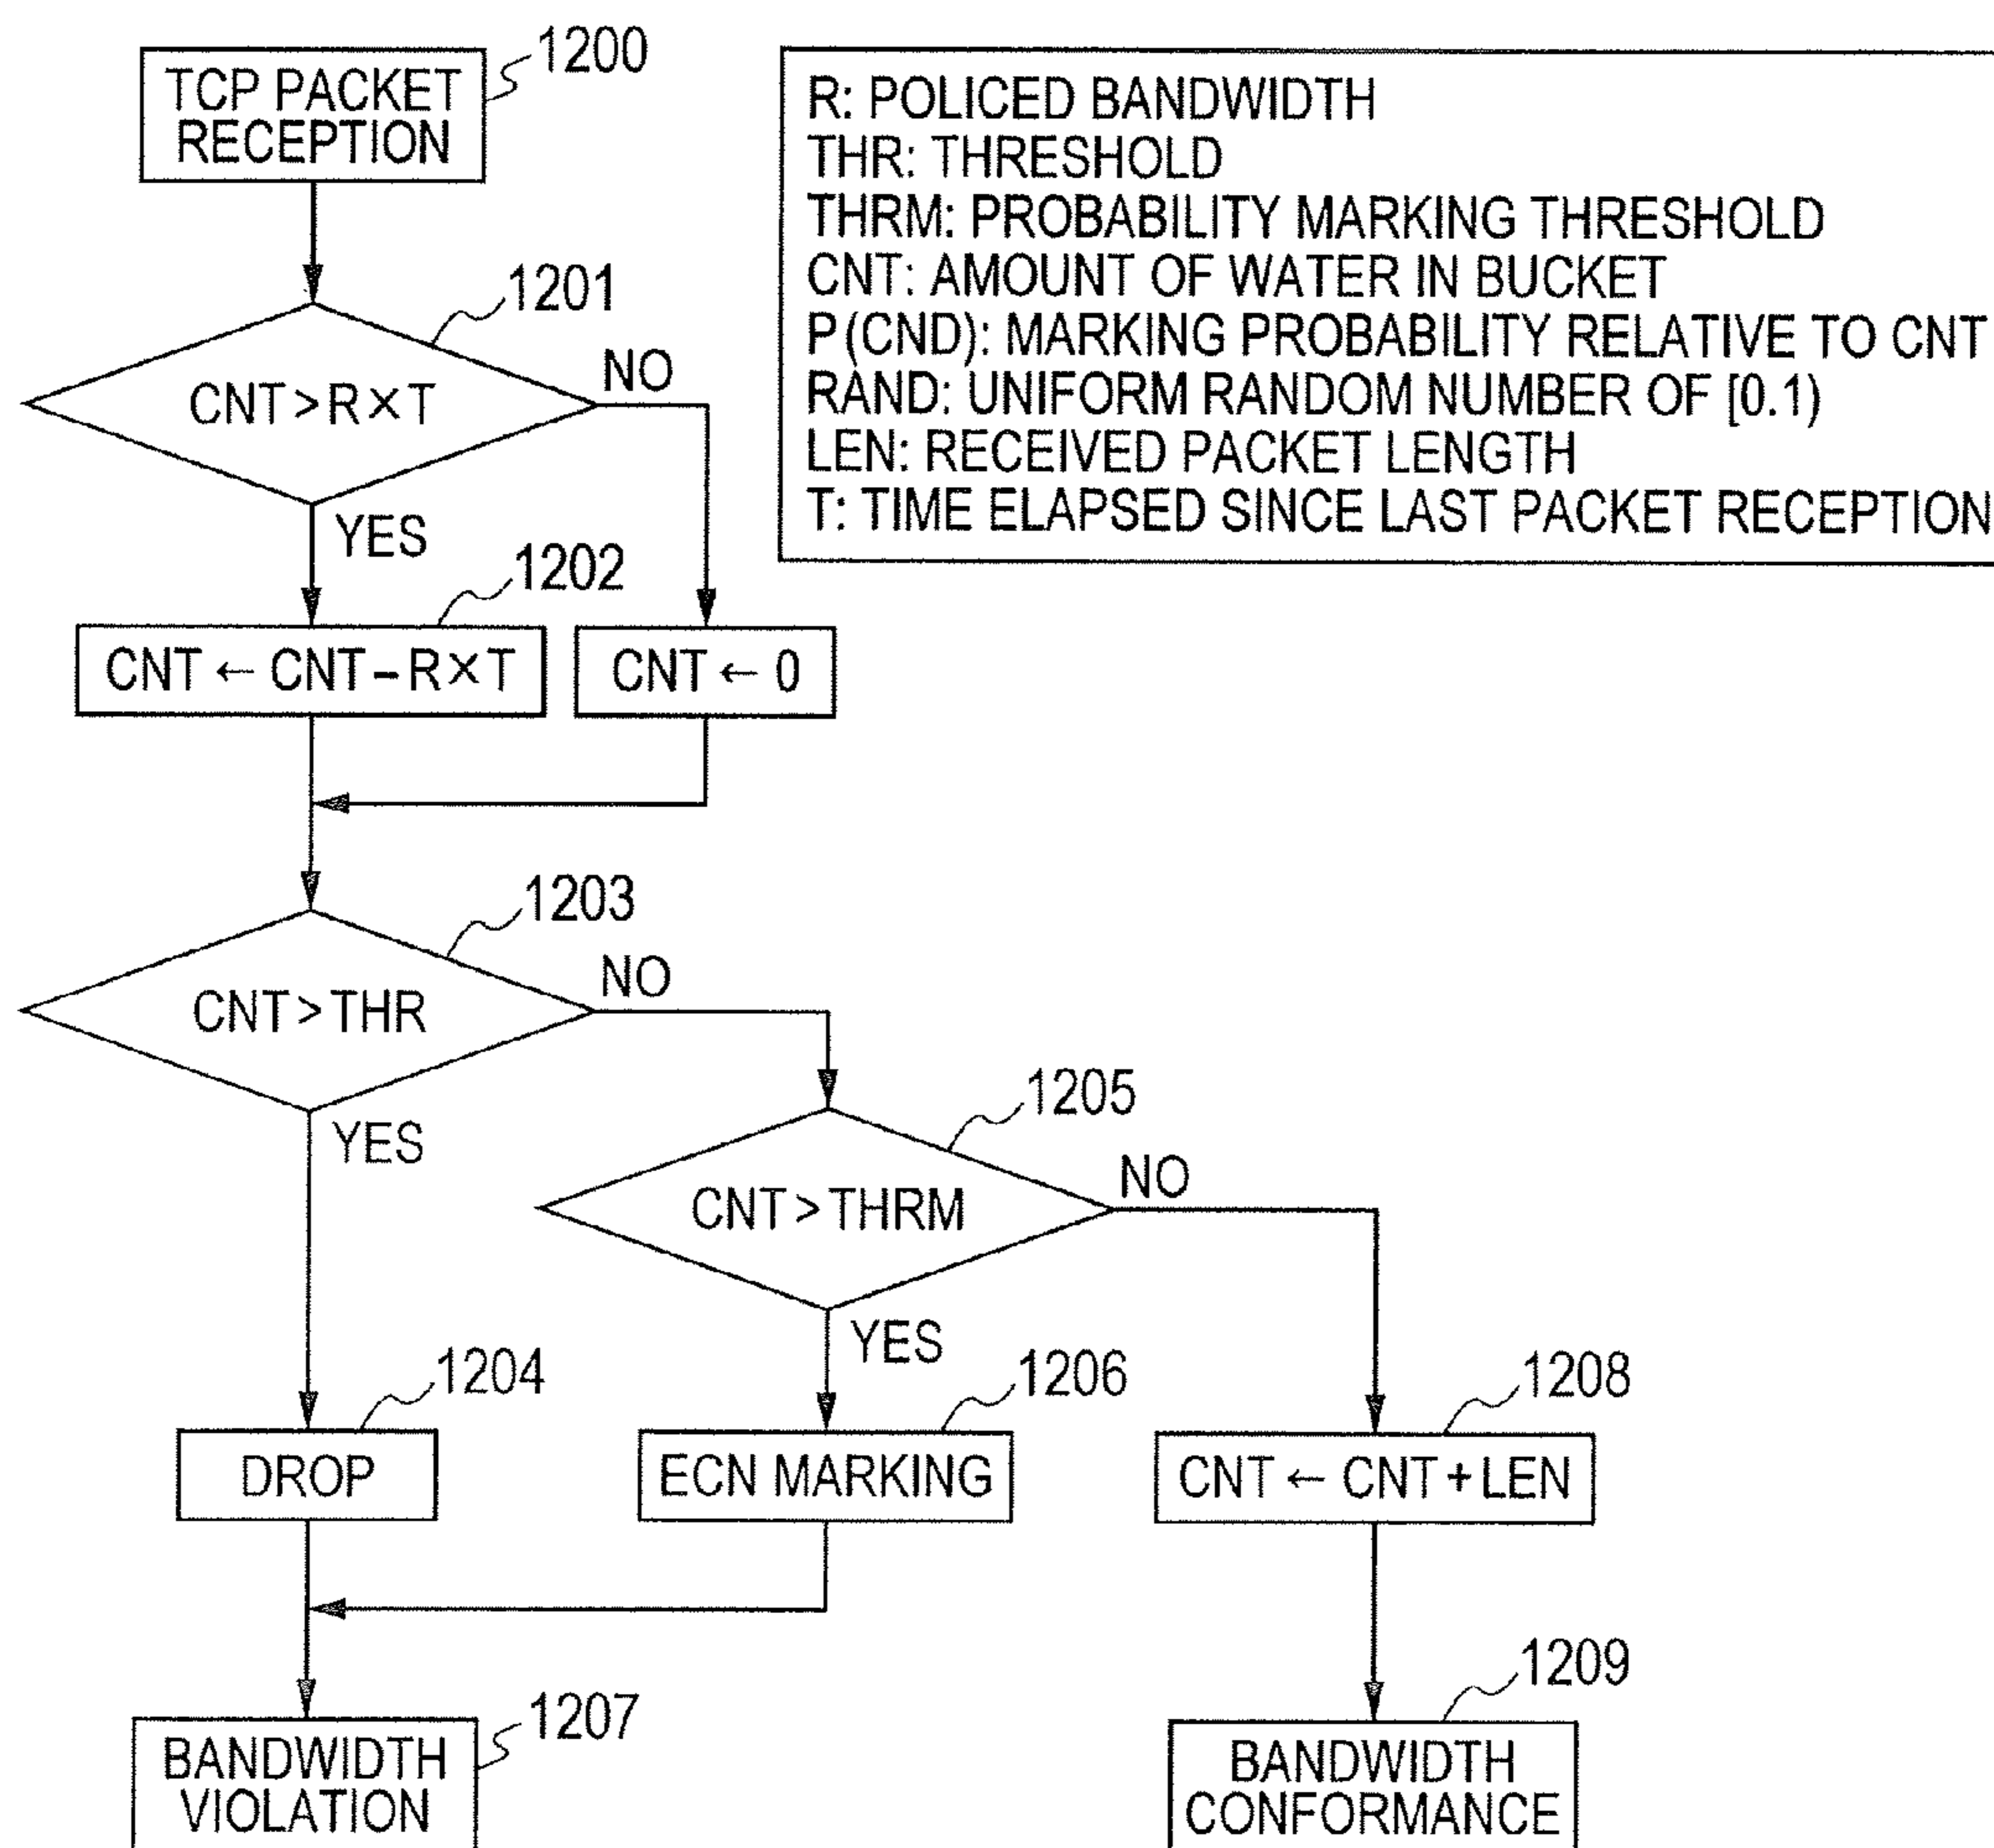 TCP PACKET
RECEPTION
1200
R: POLICED BANDWIDTH
THR: THRESHOLD
THRM: PROBABILITY MARKING THRESHOLD
CNT: AMOUNT OF WATER IN BUCKET
P(CND): MARKING PROBABILITY RELATIVE TO CNT
RAND: UNIFORM RANDOM NUMBER OF [0.1)
LEN: RECEIVED PACKET LENGTH
T: TIME ELAPSED SINCE LAST PACKET RECEPTION
1201
CNT > R×T
NO
YES
1202
CNT ← CNT – R×T
CNT ← 0
1203
CNT > THR
NO
YES
1205
CNT > THRM
NO
YES
1204
DROP
1206
ECN MARKING
1208
CNT ← CNT + LEN
1207
BANDWIDTH
VIOLATION
1209
BANDWIDTH
CONFORMANCE